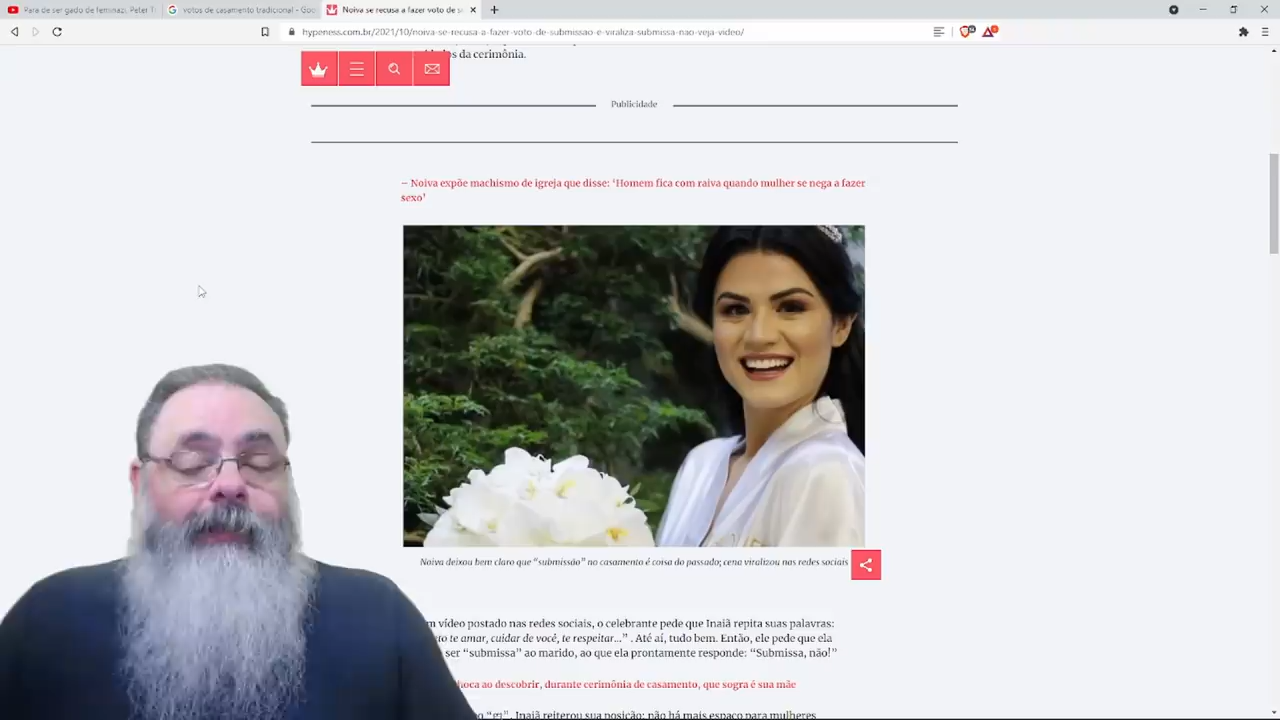 Para de ser gado de feminazi, Peter T
votos de casamento tradicional - Goo
Noiva se recusa a fazer voto de s
hypeness.com.br/2021/10/noiva-se-recusa-a-fazer-voto-de-submissao-e-viraliza-submissa-nao-veja-video/
da cerimônia.
Publicidade
– Noiva expõe machismo de igreja que disse: ‘Homem fica com raiva quando mulher se nega a fazer
sexo’
Noiva deixou bem claro que “submissão” no casamento é coisa do passado; cena viralizou nas redes sociais
vídeo postado nas redes sociais, o celebrante pede que Inaiã repita suas palavras:
te amar, cuidar de você, te respeitar...” . Até aí, tudo bem. Então, ele pede que ela
ser “submissa” ao marido, ao que ela prontamente responde: “Submissa, não!”
ao descobrir, durante cerimônia de casamento, que sogra é sua mãe
“g1”, Inaiã reiterou sua posição: não há mais espaço para mulheres